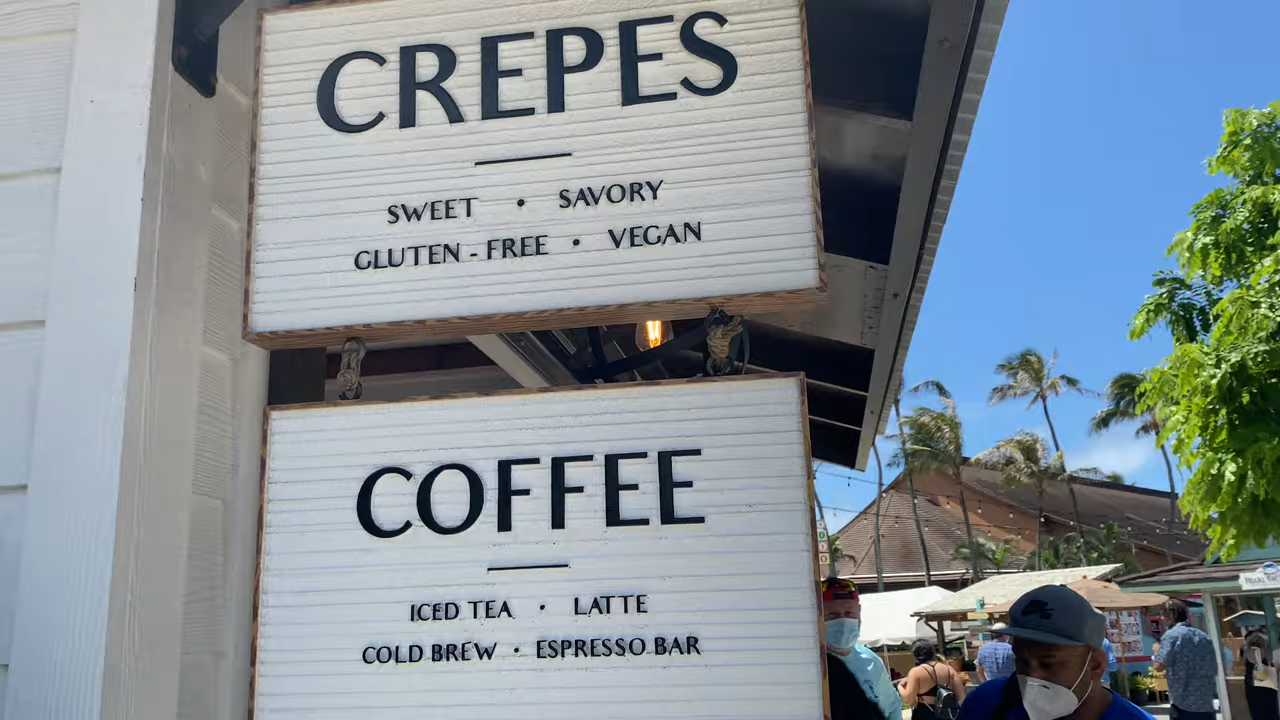 CREPES
SWEET • SAVORY
GLUTEN - FREE • VEGAN
COFFEE
ICED TEA • LATTE
COLD BREW • ESPRESSO BAR